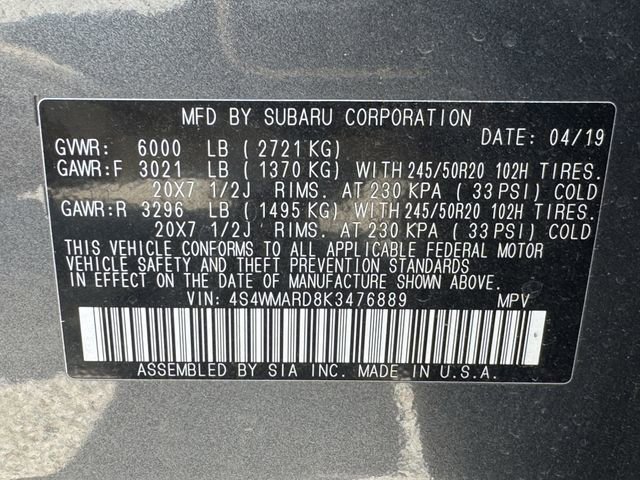 MFD BY SUBARU CORPORATION
GVWR: 6000 LB (2721 KG) DATE: 04/19
GAWR:F 3021 LB (1370 KG) WITH 245/50R20 102H TIRES.
20X7 1/2J RIMS. AT 230 KPA (33 PSI) COLD
GAWR:R 3296 LB (1495 KG) WITH 245/50R20 102H TIRES.
20X7 1/2J RIMS. AT 230 KPA (33 PSI) COLD
THIS VEHICLE CONFORMS TO ALL APPLICABLE FEDERAL MOTOR
VEHICLE SAFETY AND THEFT PREVENTION STANDARDS
IN EFFECT ON THE DATE OF MANUFACTURE SHOWN ABOVE.
VIN: 4S4WMARD8K3476889 MPV
ASSEMBLED BY SIA INC. MADE IN U.S.A.